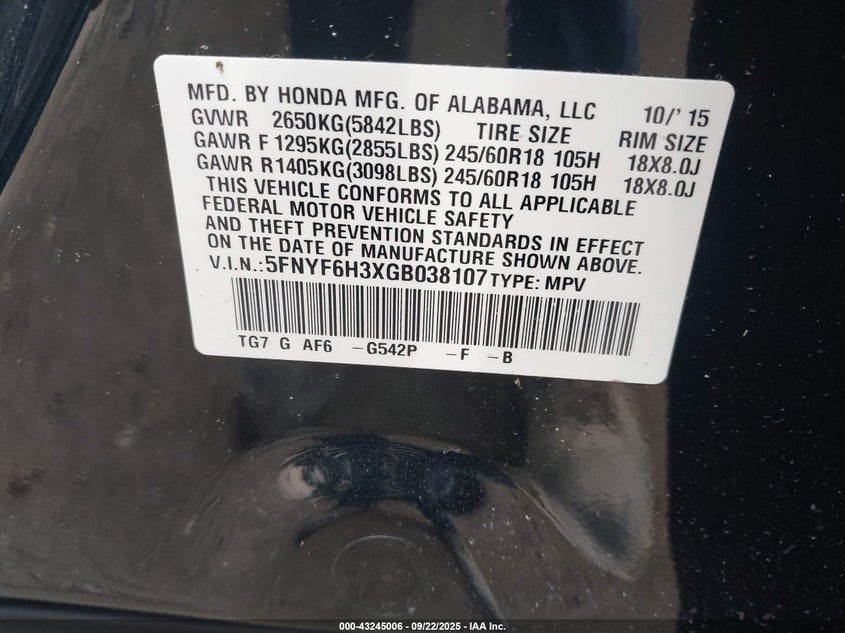 MFD. BY HONDA MFG. OF ALABAMA, LLC 10/'15
GVWR 2650KG(5842LBS) TIRE SIZE RIM SIZE
GAWR F 1295KG(2855LBS) 245/60R18 105H 18X8.0J
GAWR R1405KG(3098LBS) 245/60R18 105H 18X8.0J
THIS VEHICLE CONFORMS TO ALL APPLICABLE
FEDERAL MOTOR VEHICLE SAFETY
AND THEFT PREVENTION STANDARDS IN EFFECT
ON THE DATE OF MANUFACTURE SHOWN ABOVE.
V.I.N.:5FNYF6H3XGB038107 TYPE: MPV
TG7 G AF6 -G542P -F -B
000-43245006 - 09/22/2025 - IAA Inc.